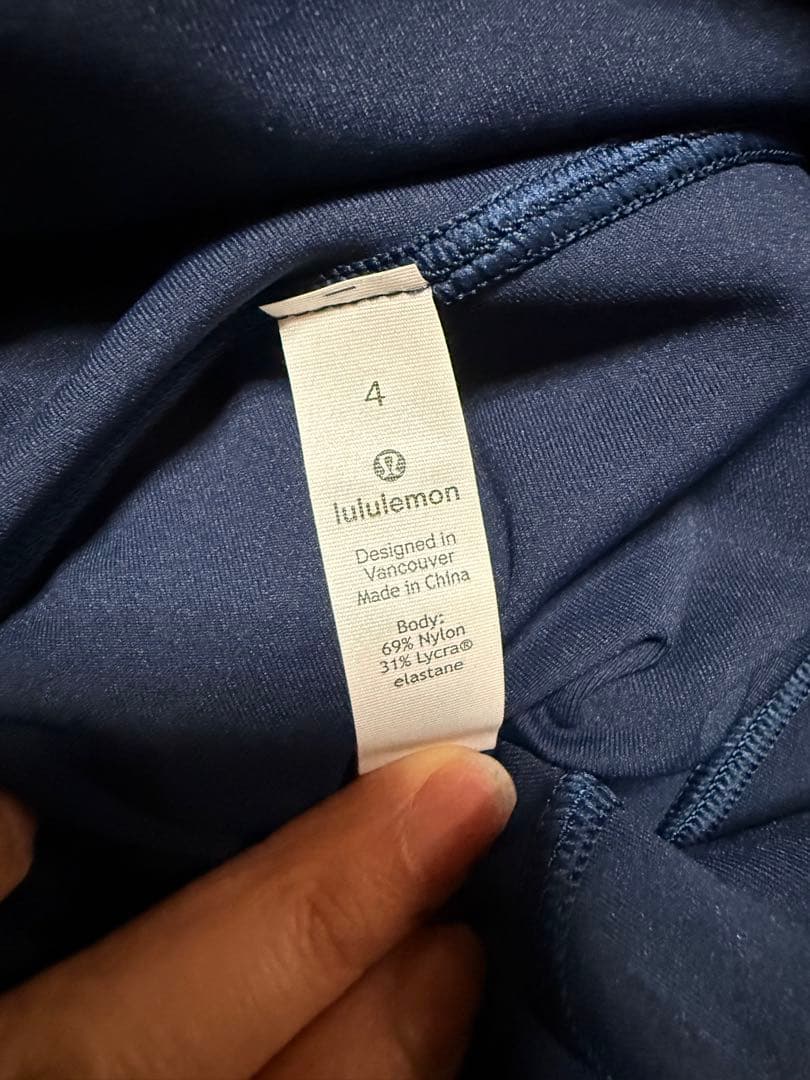 4
lululemon
Designed in
Vancouver
Made in China
Body:
69% Nylon
31% Lycra®
elastane